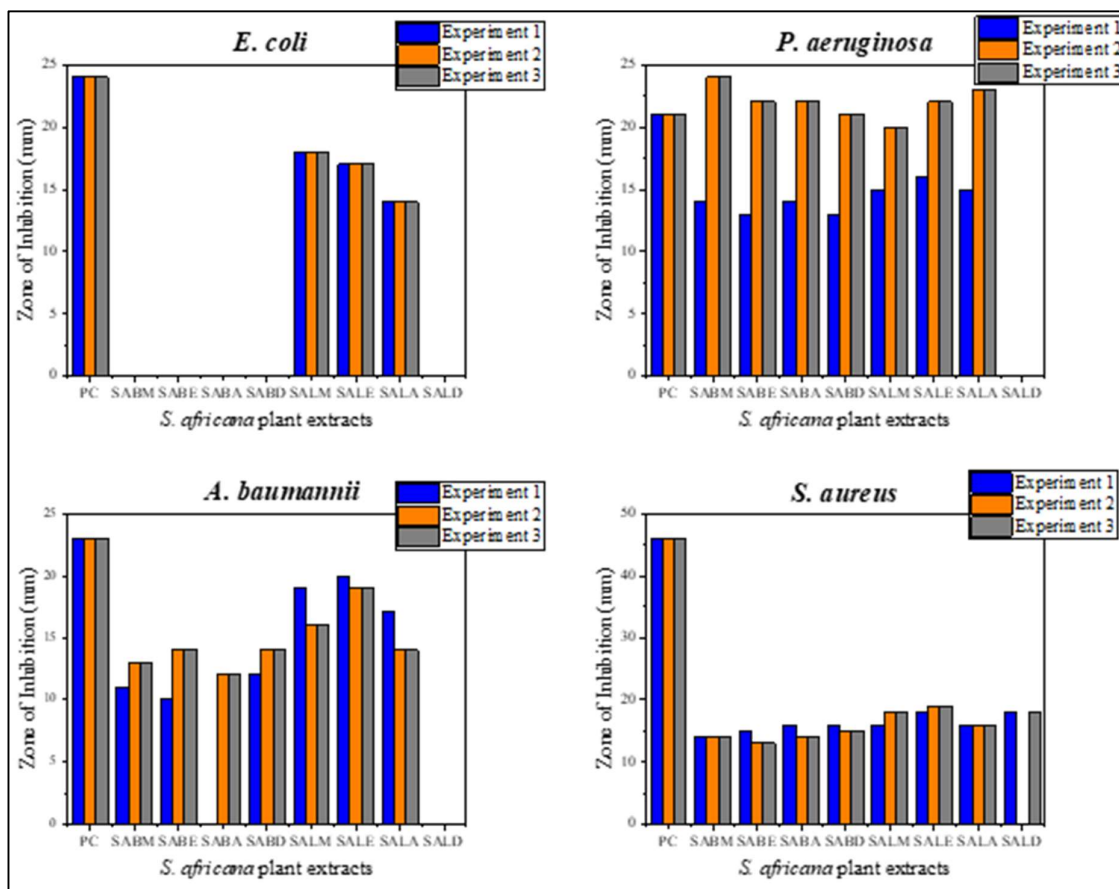 E. coli
Experiment 1
Experiment 2
Experiment 3
25
20
15
10
5
0
Zone of Inhibition (mm)
PC SABM SABE SABA SABD SALM SALE SALA SALD
S. africana plant extracts
P. aeruginosa
Experiment 1
Experiment 2
Experiment 3
25
20
15
10
5
0
Zone of Inhibition (mm)
PC SABM SABE SABA SABD SALM SALE SALA SALD
S. africana plant extracts
A. baumannii
Experiment 1
Experiment 2
Experiment 3
25
20
15
10
5
0
Zone of Inhibition (mm)
PC SABM SABE SABA SABD SALM SALE SALA SALD
S. africana plant extracts
S. aureus
Experiment 1
Experiment 2
Experiment 3
50
40
30
20
10
0
Zone of Inhibition (mm)
PC SABM SABE SABA SABD SALM SALE SALA SALD
S. africana plant extracts